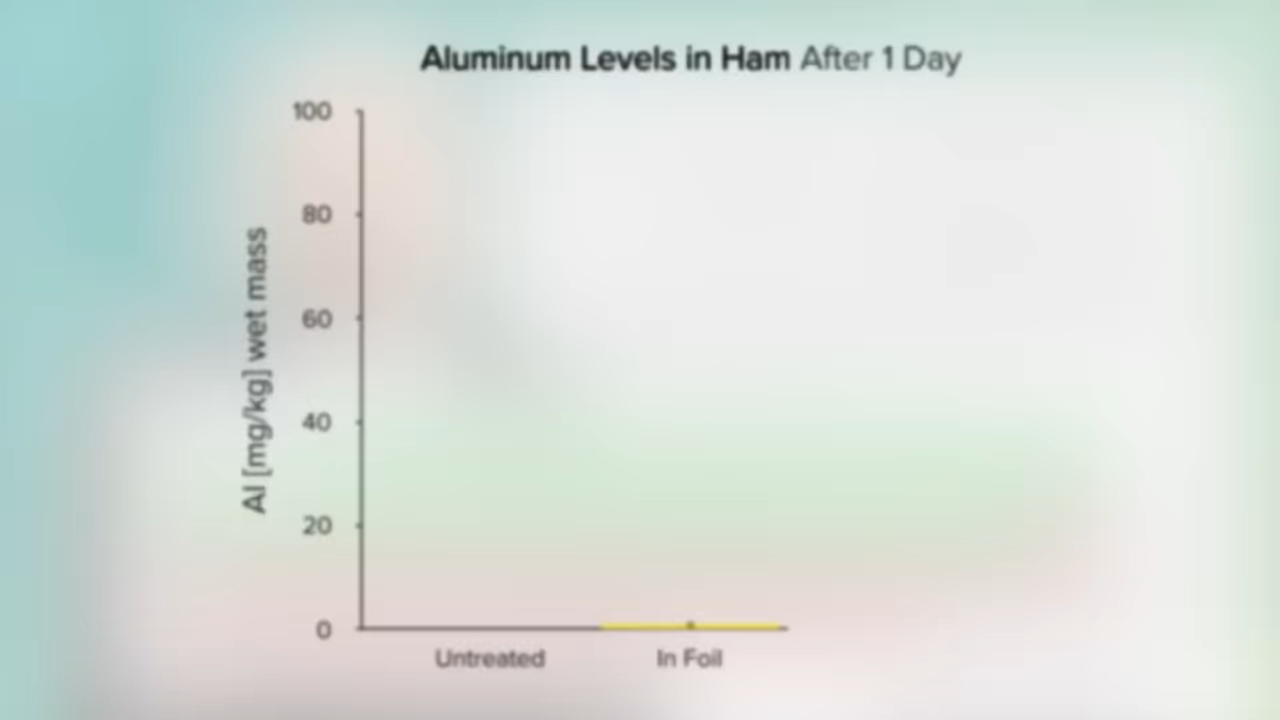 Aluminum Levels in Ham After 1 Day
100
80
60
40
20
0
Al [mg/kg] wet mass
Untreated
In Foil